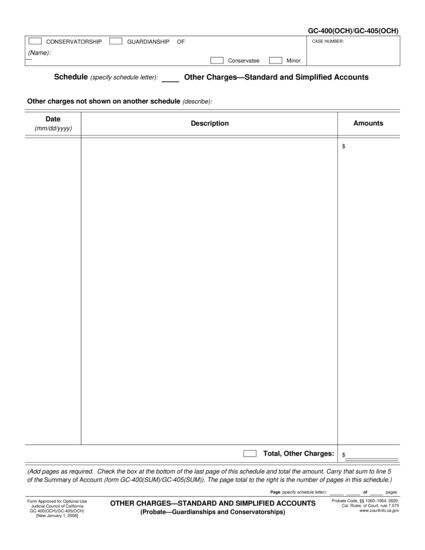 GC-400(OCH)/GC-405(OCH)
CONSERVATORSHIP GUARDIANSHIP OF
CASE NUMBER:
(Name):
Conservatee Minor
Schedule (specify schedule letter): Other Charges—Standard and Simplified Accounts
Other charges not shown on another schedule (describe):
Date
(mm/dd/yyyy)
Description
Amounts
$
Total, Other Charges: $
(Add pages as required. Check the box at the bottom of the last page of this schedule and total the amount. Carry that sum to line 5
of the Summary of Account (form GC-400(SUM)/GC-405(SUM)). The page total to the right is the number of pages in this schedule.)
Page (specify schedule letter): of pages
Form Approved for Optional Use
Judicial Council of California
GC-400(OCH)/GC-405(OCH)
[New January 1, 2008]
OTHER CHARGES—STANDARD AND SIMPLIFIED ACCOUNTS
(Probate—Guardianships and Conservatorships)
Probate Code, §§ 1060–1064, 2620;
Cal. Rules of Court, rule 7.575
www.courtinfo.ca.gov